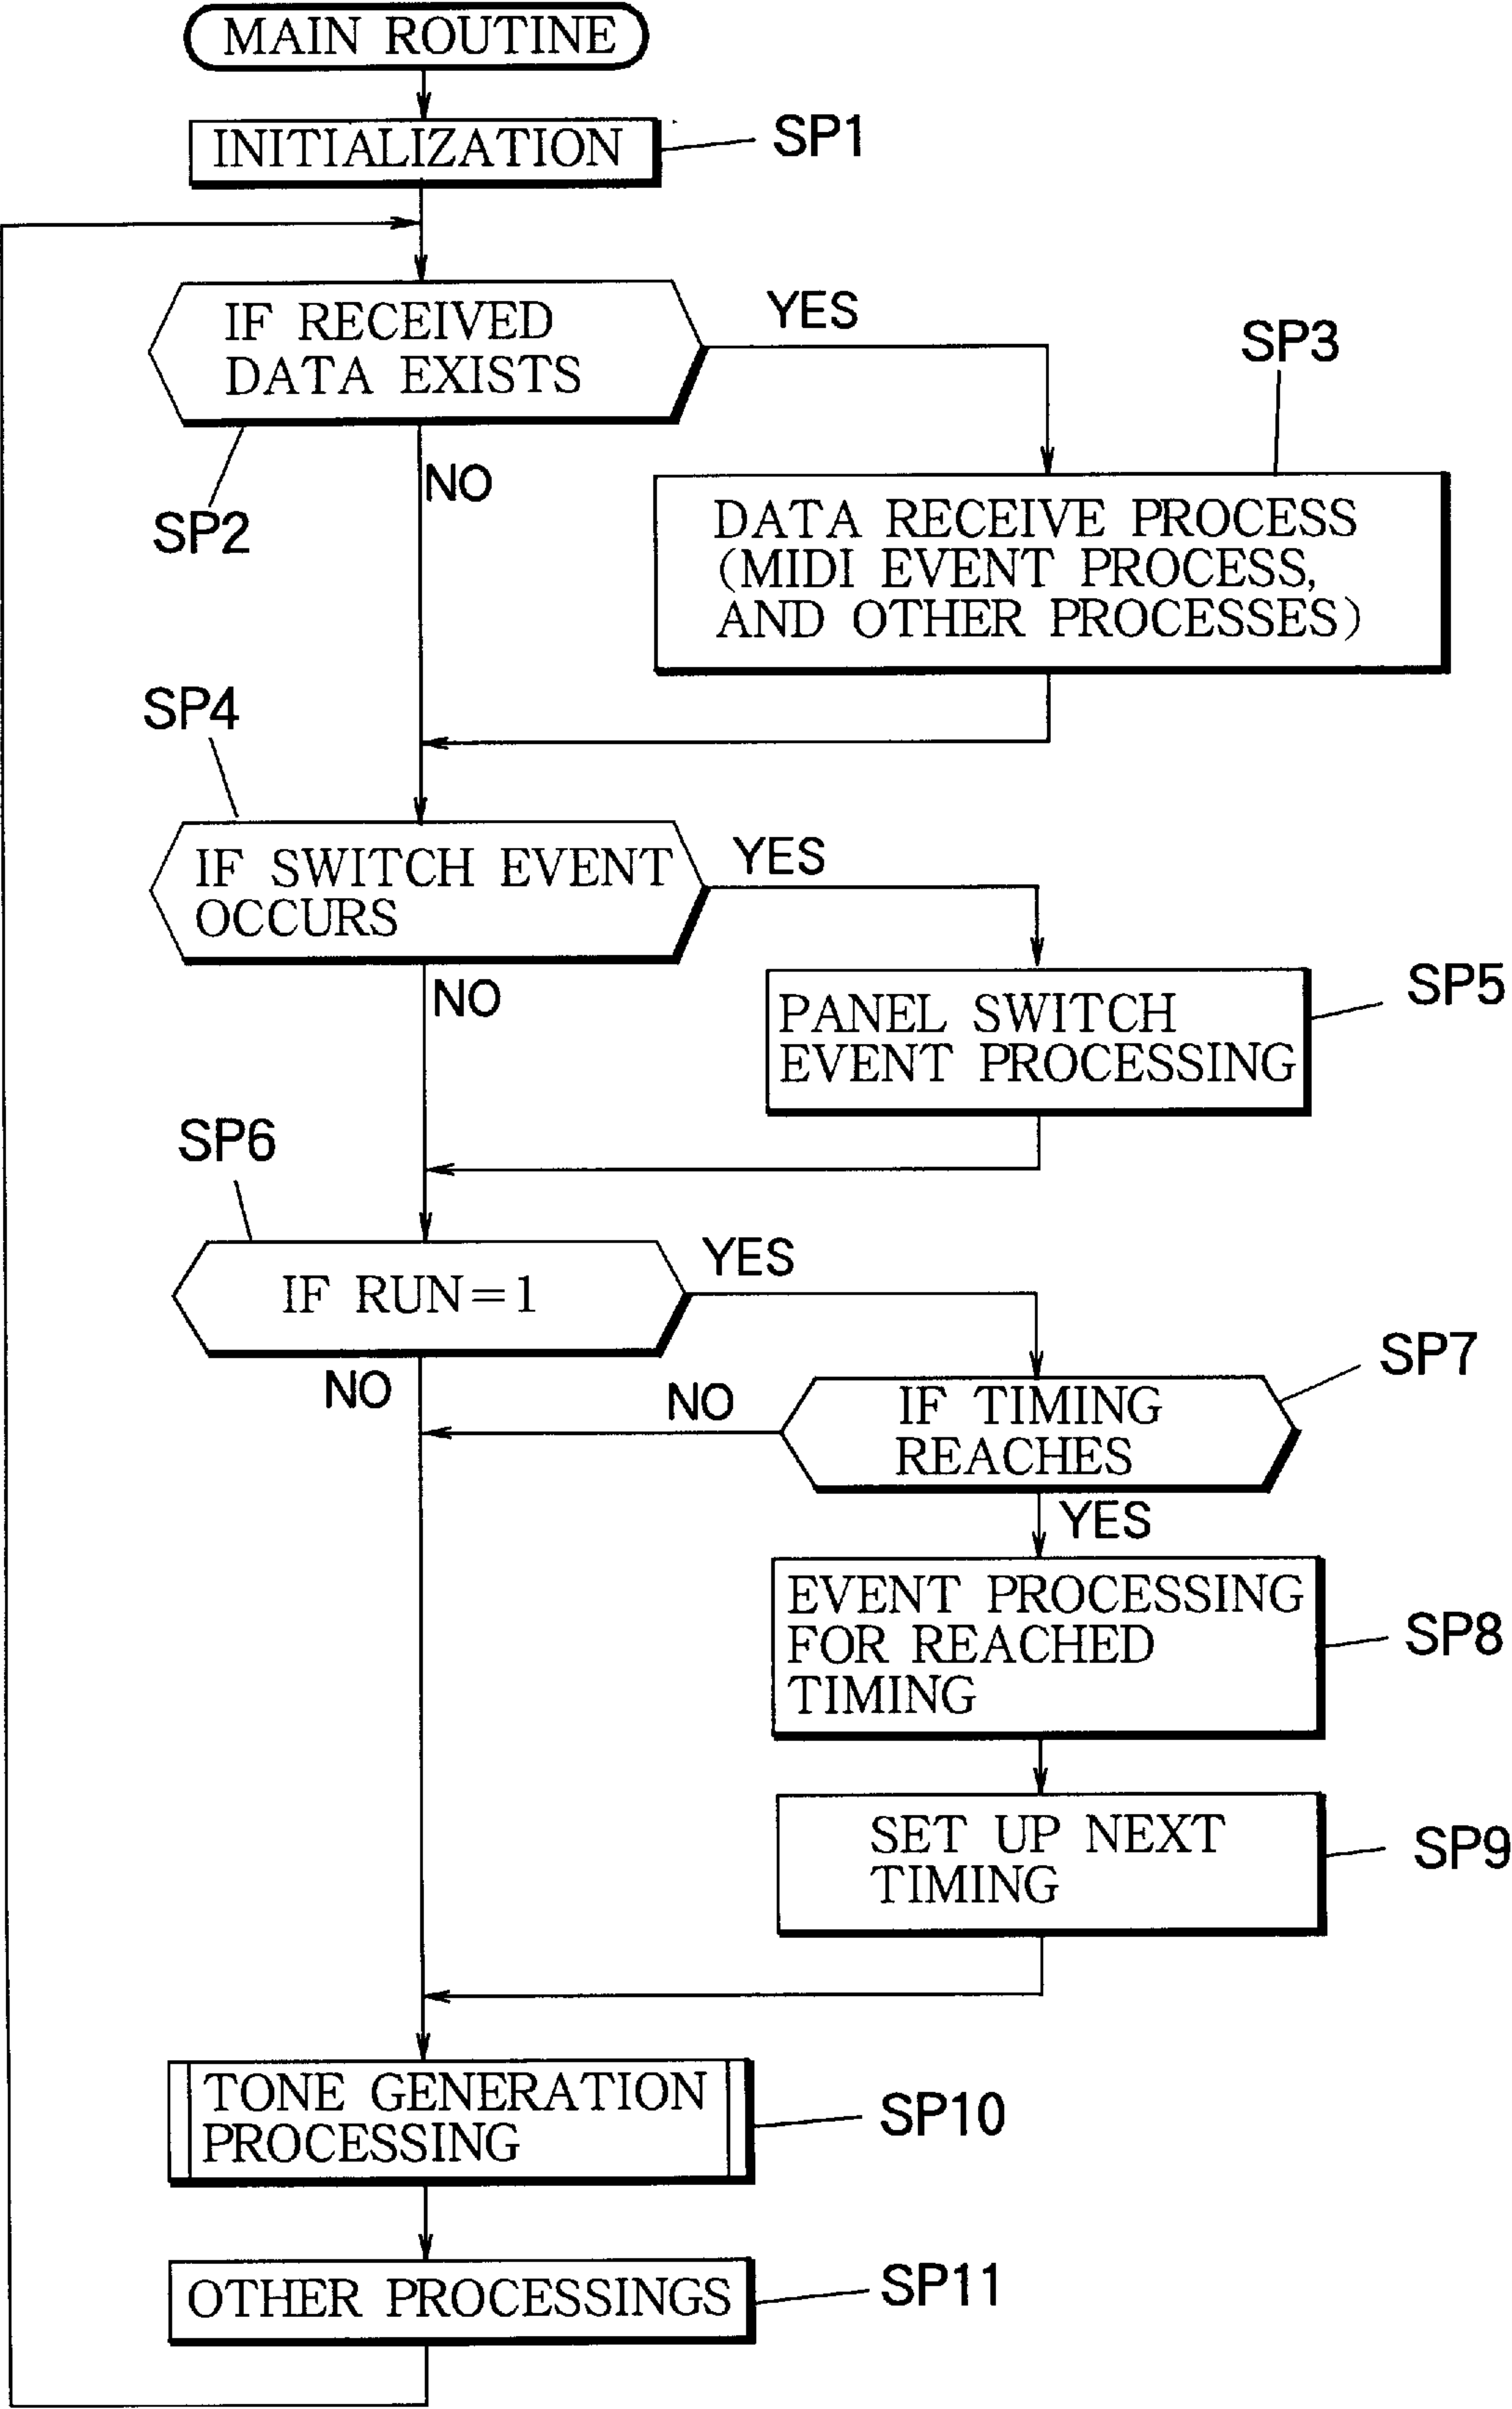 MAIN ROUTINE
INITIALIZATION
SP1
IF RECEIVED
DATA EXISTS
YES
SP3
NO
SP2
DATA RECEIVE PROCESS
(MIDI EVENT PROCESS,
AND OTHER PROCESSES)
SP4
IF SWITCH EVENT
OCCURS
YES
NO
SP5
PANEL SWITCH
EVENT PROCESSING
SP6
IF RUN=1
YES
NO
SP7
NO
IF TIMING
REACHES
YES
EVENT PROCESSING
FOR REACHED
TIMING
SP8
SET UP NEXT
TIMING
SP9
TONE GENERATION
PROCESSING
SP10
OTHER PROCESSINGS
SP11